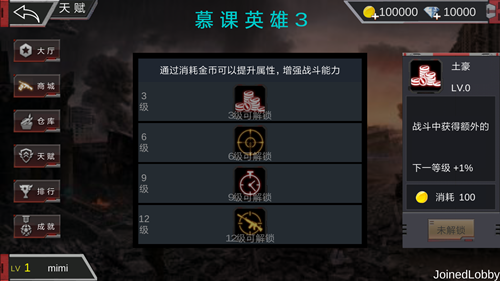 天赋
慕课英雄3
100000
10000
大厅
商城
仓库
天赋
排行
成就
通过消耗金币可以提升属性，增强战斗能力
3级
3级可解锁
6级
6级可解锁
9级
9级可解锁
12级
12级可解锁
土豪
LV.0
战斗中获得额外的
下一等级 +1%
消耗 100
未解锁
LV 1 mimi
JoinedLobby